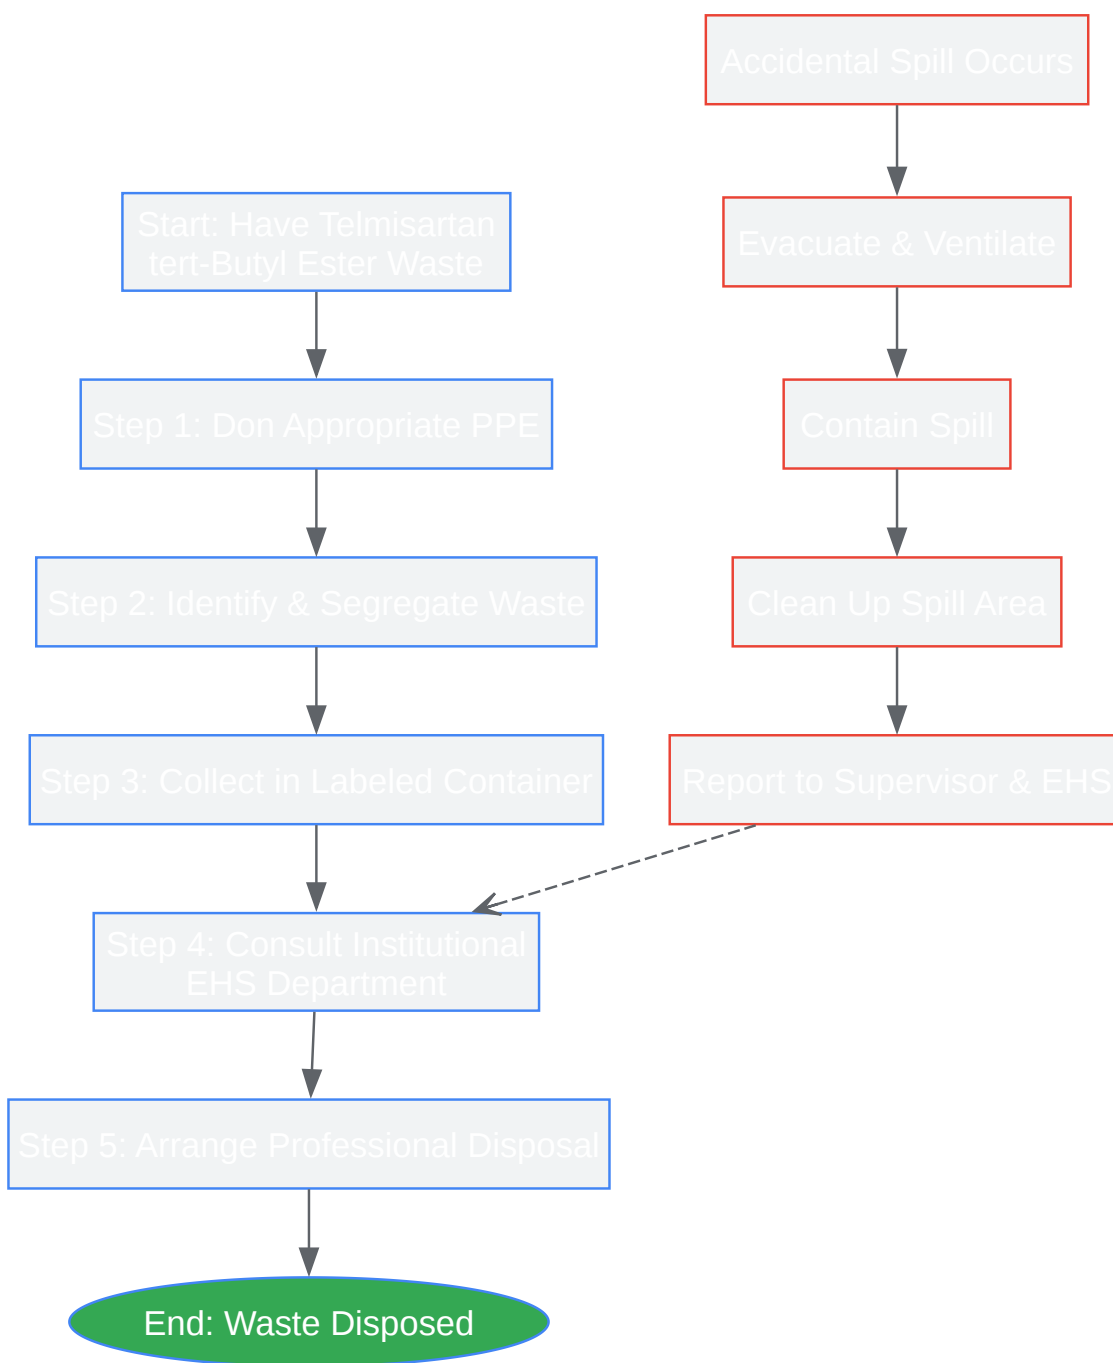 Accidental Spill Occurs
Start: Have Telmisartan
tert-Butyl Ester Waste
Evacuate & Ventilate
Step 1: Don Appropriate PPE
Contain Spill
Step 2: Identify & Segregate Waste
Clean Up Spill Area
Step 3: Collect in Labeled Container
Report to Supervisor & EHS
Step 4: Consult Institutional
EHS Department
Step 5: Arrange Professional Disposal
End: Waste Disposed